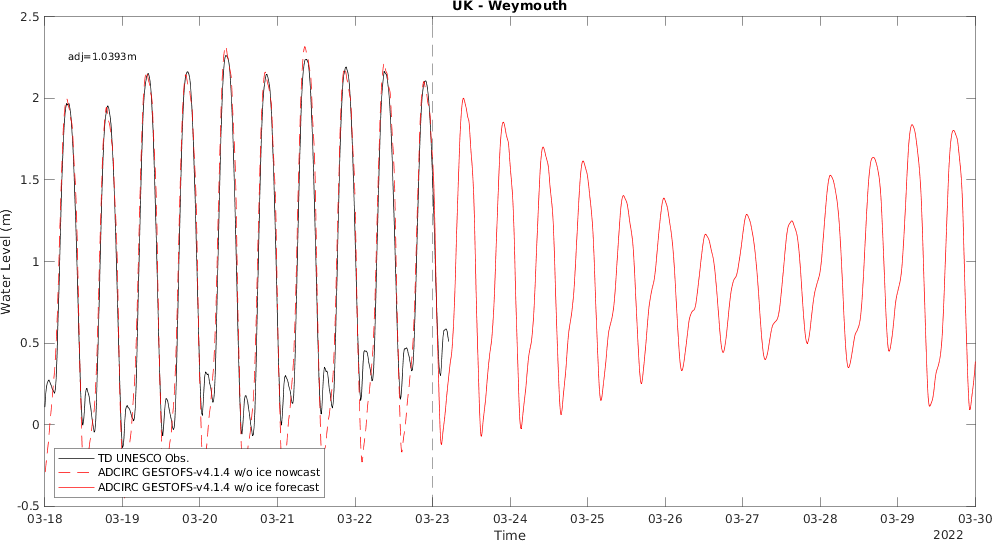 UK - Weymouth
adj=1.0393m
2.5
2
1.5
1
0.5
0
-0.5
Water Level (m)
TD UNESCO Obs.
ADCIRC GESTOFS-v4.1.4 w/o ice nowcast
ADCIRC GESTOFS-v4.1.4 w/o ice forecast
03-18 03-19 03-20 03-21 03-22 03-23 03-24 03-25 03-26 03-27 03-28 03-29 03-30
Time
2022